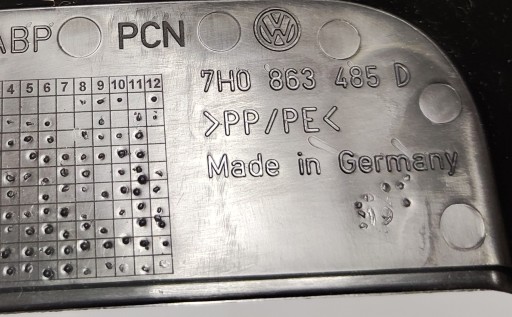 ABP PCN
7H0 863 485 D
>PP/PE<
Made in Germany
4 5 6 7 8 9 10 11 12